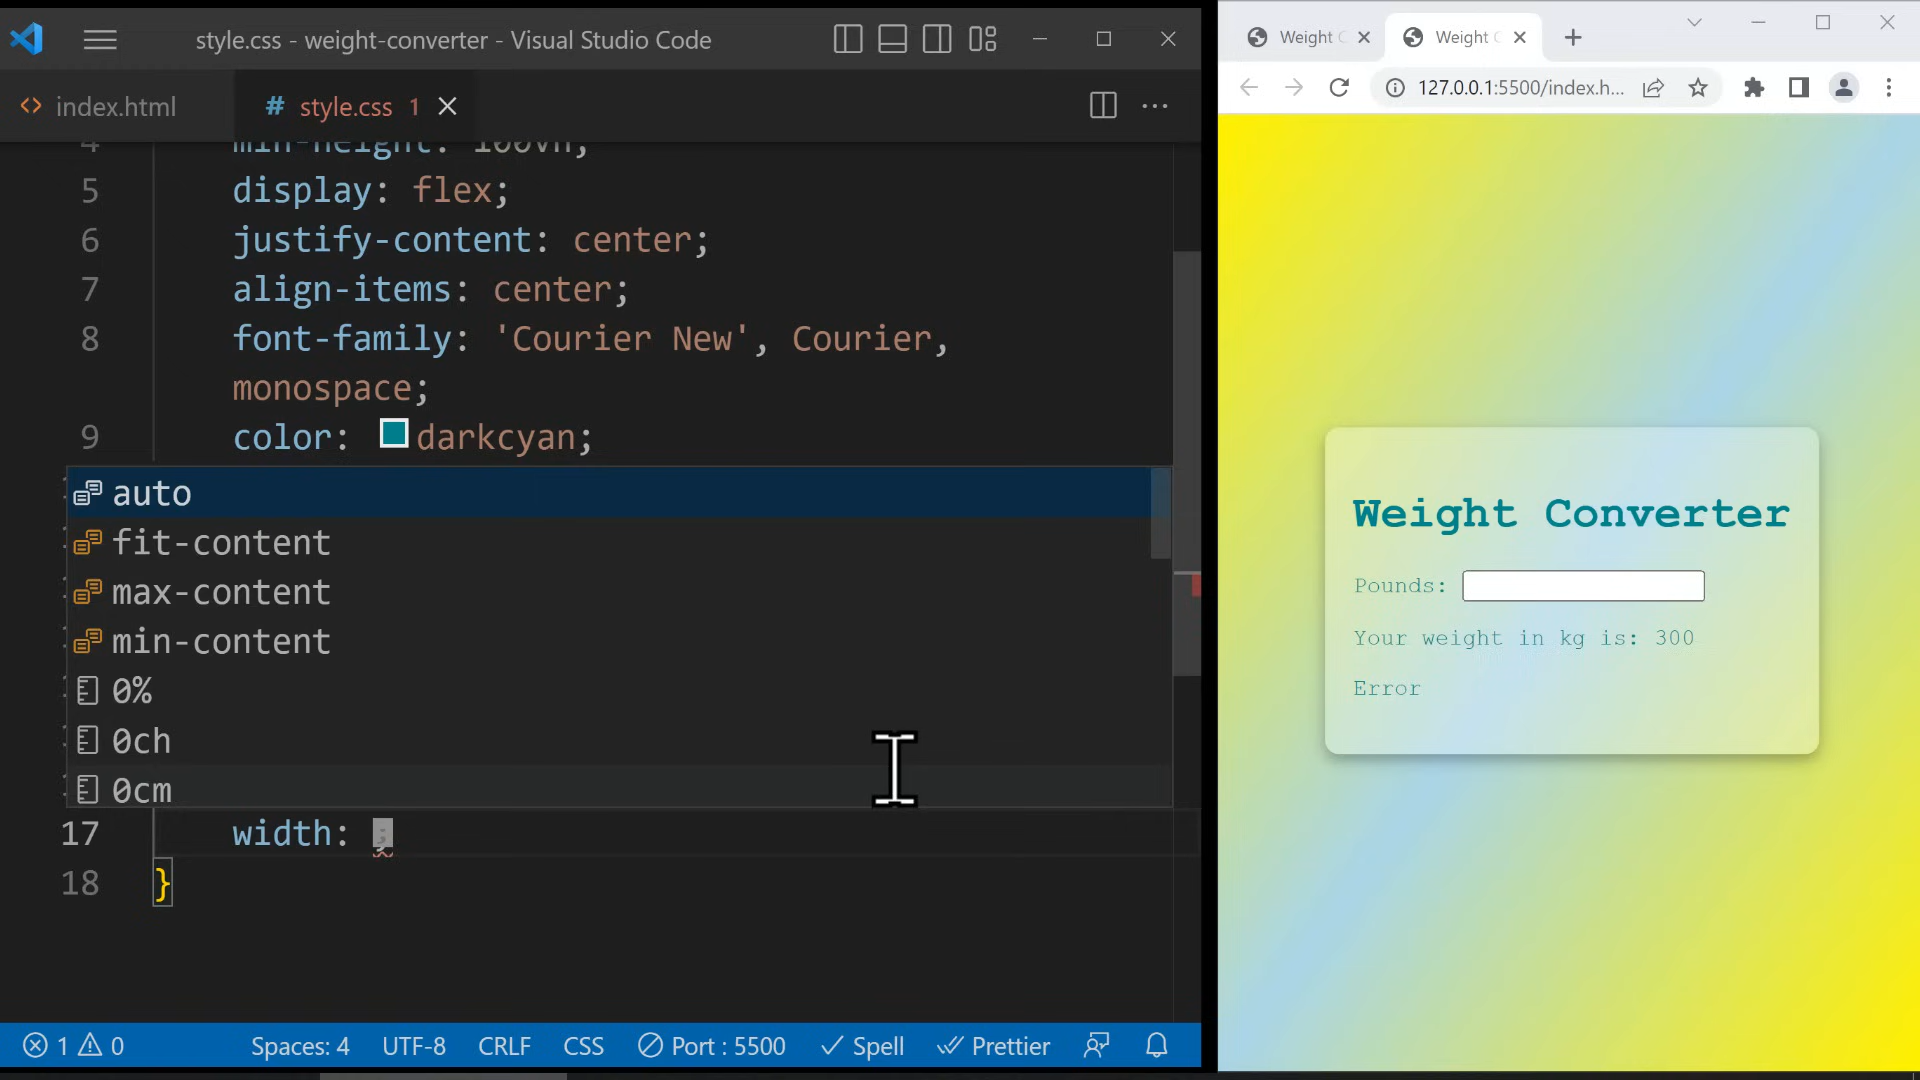 style.css - weight-converter - Visual Studio Code
index.html
# style.css 1
4 min-height: 100vh;
5 display: flex;
6 justify-content: center;
7 align-items: center;
8 font-family: 'Courier New', Courier,
monospace;
9 color: darkcyan;
auto
fit-content
max-content
min-content
0%
0ch
0cm
17 width: ;
18 }
1 0 Spaces: 4 UTF-8 CRLF CSS Port : 5500 Spell Prettier
Weight C
Weight C
127.0.0.1:5500/index.h...
Weight Converter
Pounds:
Your weight in kg is: 300
Error